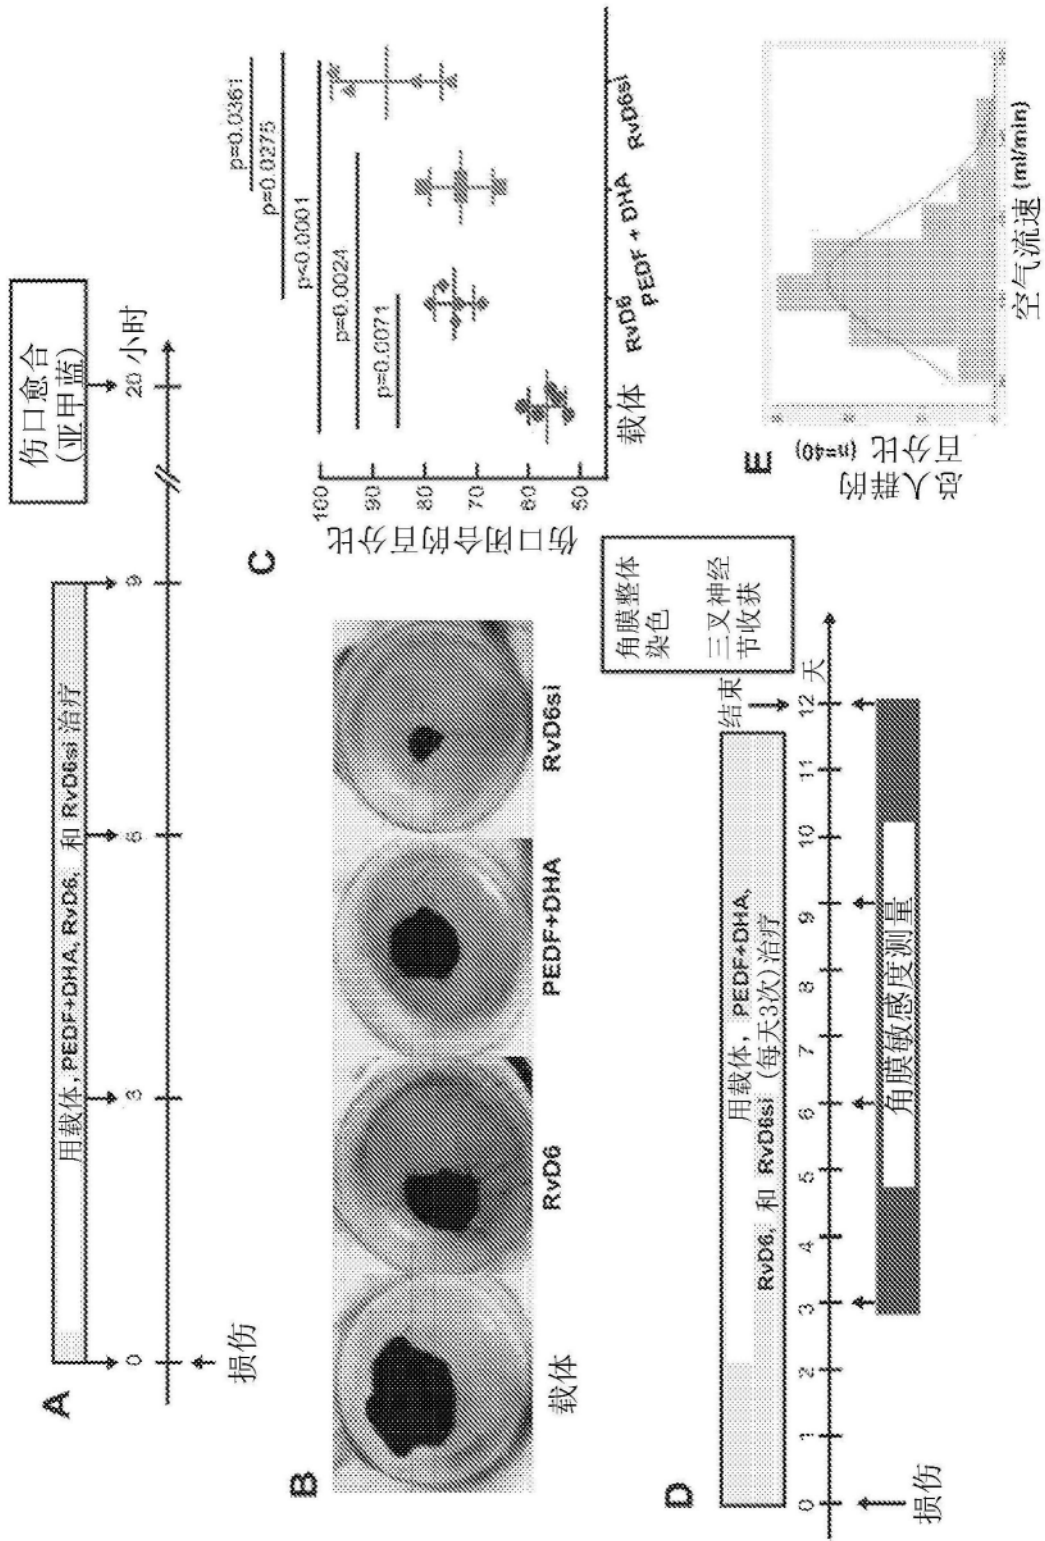 A
用载体, PEDF+DHA, RvD6, 和 RvD6si 治疗
伤口愈合
(亚甲蓝)
0
3
6
9
20 小时
损伤
B
载体
RvD6
PEDF+DHA
RvD6si
C
p=0.0361
p=0.0275
p<0.0001
p=0.0024
p=0.0071
伤口闭合的百分比
100
90
80
70
60
50
载体
RvD6
PEDF + DHA
RvD6si
D
用载体, PEDF+DHA,
RvD6, 和 RvD6si (每天3次)治疗
结束
角膜整体
染色
三叉神经
节收获
0
1
2
3
4
5
6
7
8
9
10
11
12
天
损伤
角膜敏感度测量
E
总人群的
百分比 (n=40)
空气流速 (ml/min)